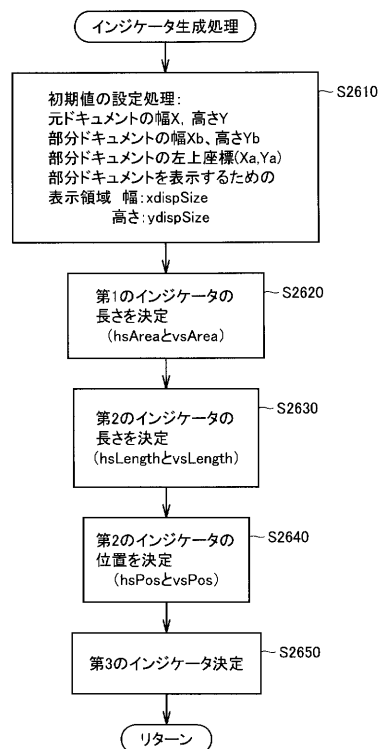 インジケータ生成処理
S2610
初期値の設定処理:
元ドキュメントの幅X, 高さY
部分ドキュメントの幅Xb、高さYb
部分ドキュメントの左上座標(Xa,Ya)
部分ドキュメントを表示するための
表示領域 幅:xdispSize
高さ:ydispSize
S2620
第1のインジケータの
長さを決定
(hsAreaとvsArea)
S2630
第2のインジケータの
長さを決定
(hsLengthとvsLength)
S2640
第2のインジケータの
位置を決定
(hsPosとvsPos)
S2650
第3のインジケータ決定
リターン